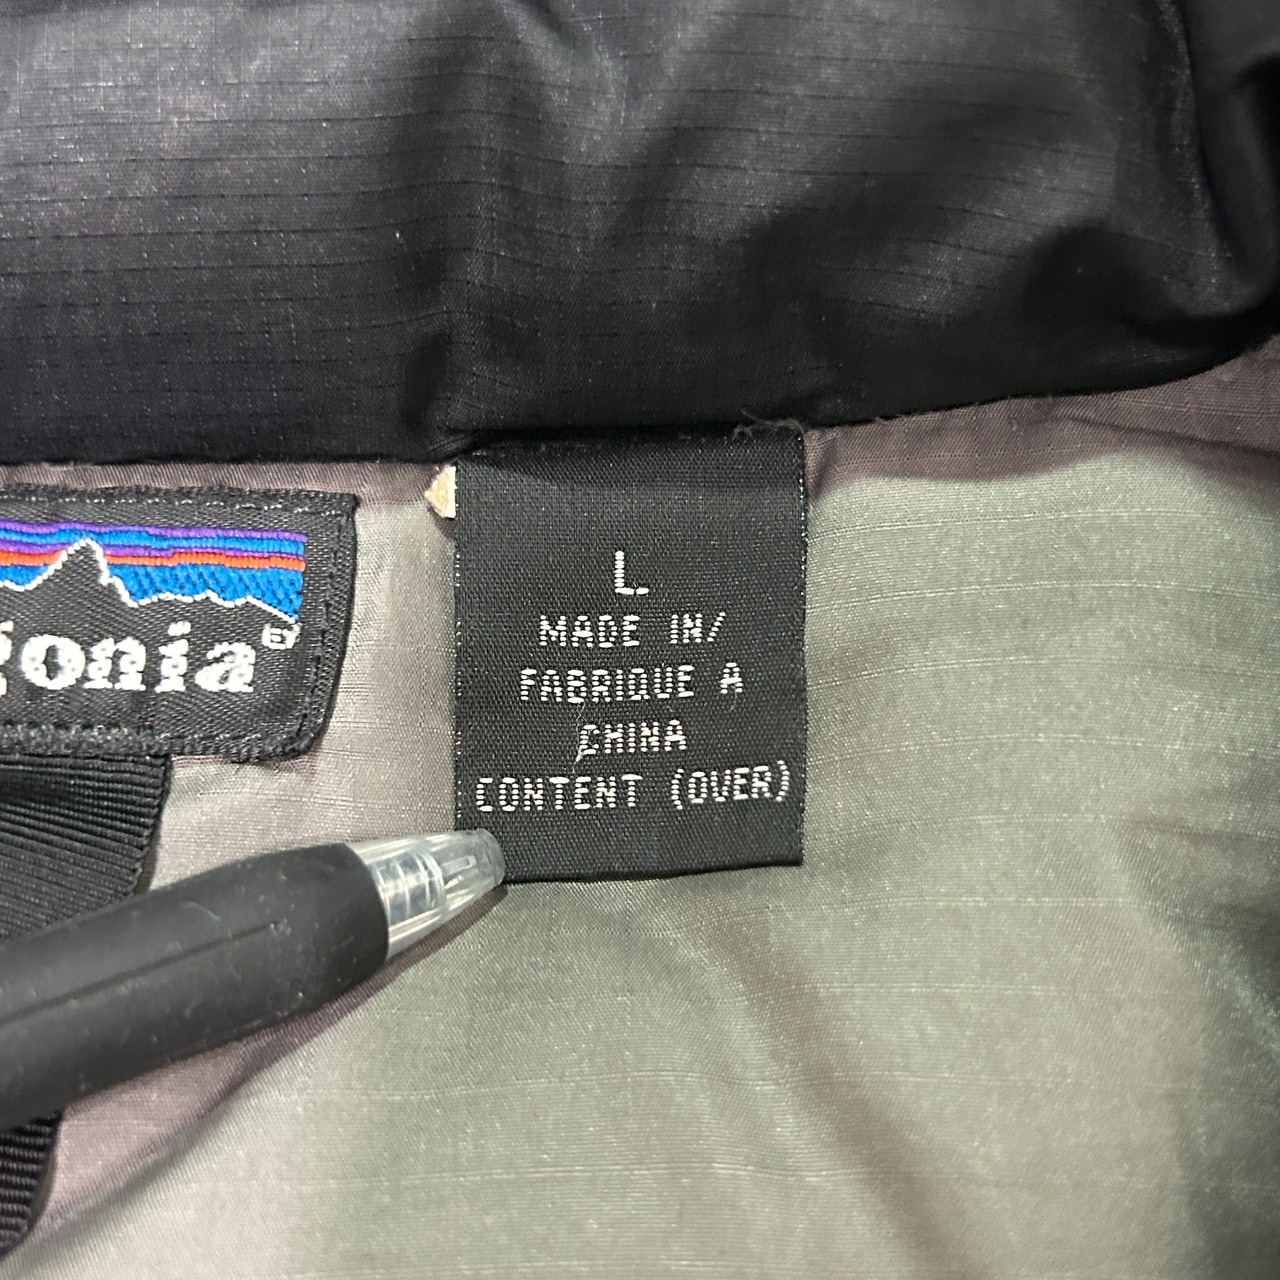 gonia®
L
MADE IN/
FABRIQUE A
CHINA
CONTENT (OVER)